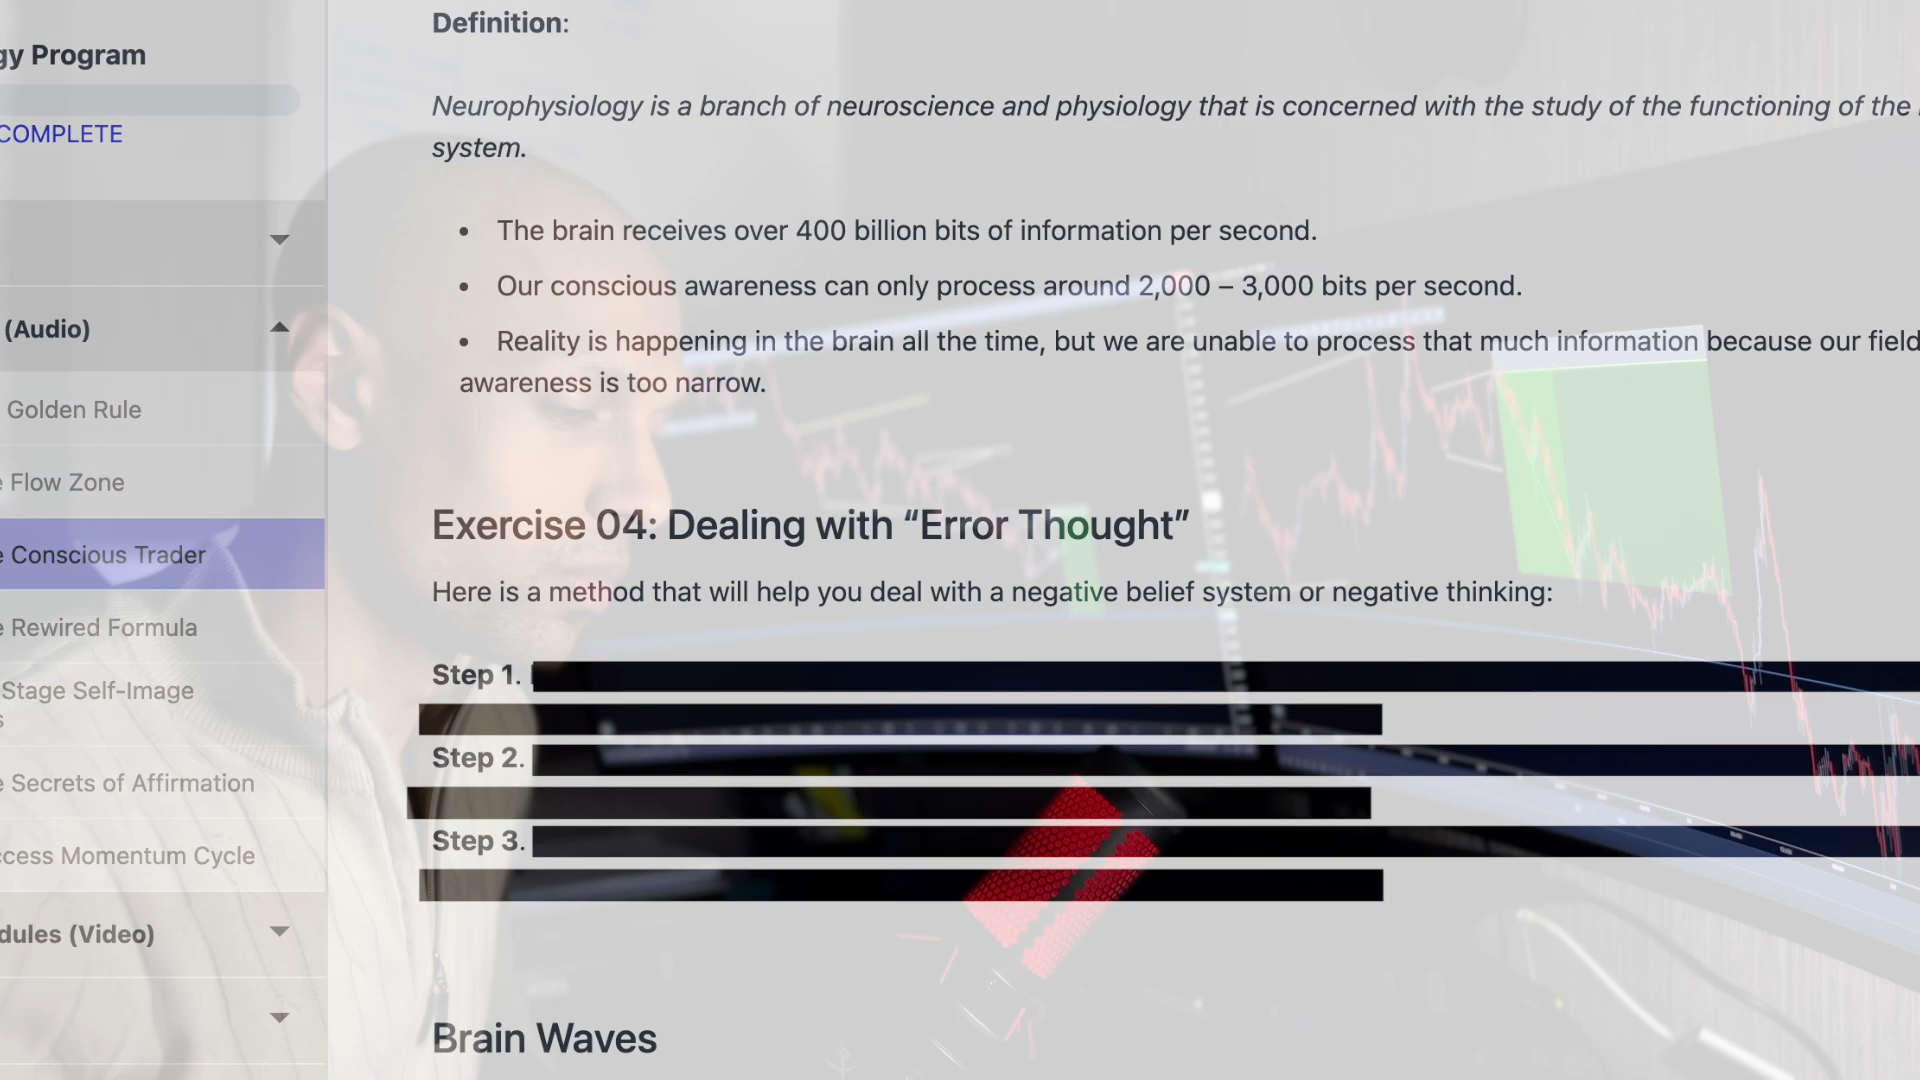 gy Program
COMPLETE
(Audio)
Golden Rule
e Flow Zone
e Conscious Trader
e Rewired Formula
Stage Self-Image
s
e Secrets of Affirmation
ccess Momentum Cycle
dules (Video)
Definition:
Neurophysiology is a branch of neuroscience and physiology that is concerned with the study of the functioning of the
system.
• The brain receives over 400 billion bits of information per second.
• Our conscious awareness can only process around 2,000 – 3,000 bits per second.
• Reality is happening in the brain all the time, but we are unable to process that much information because our field
awareness is too narrow.
Exercise 04: Dealing with “Error Thought”
Here is a method that will help you deal with a negative belief system or negative thinking:
Step 1.
Step 2.
Step 3.
Brain Waves